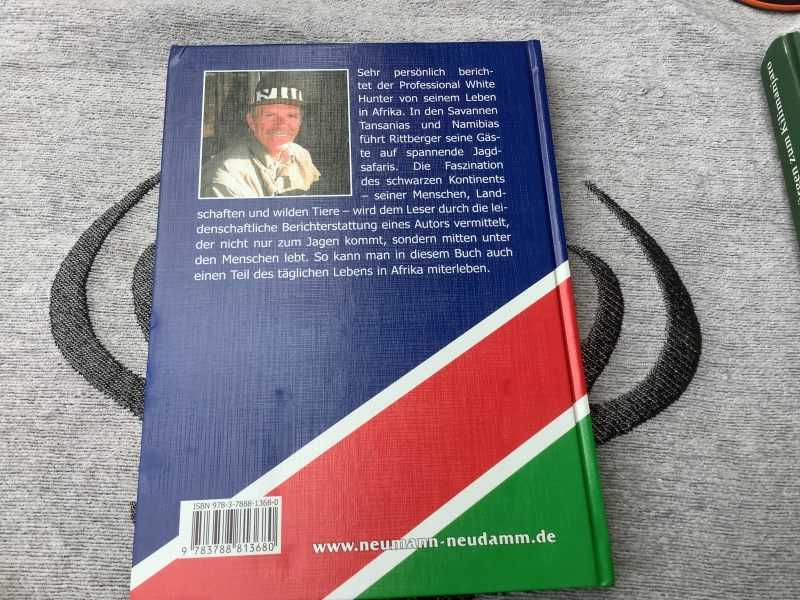 Sehr persönlich berich-
tet der Professional White
Hunter von seinem Leben
in Afrika. In den Savannen
Tansanias und Namibias
führt Rittberger seine Gäs-
te auf spannende Jagd-
safaris. Die Faszination
des schwarzen Kontinents
– seiner Menschen, Land-
schaften und wilden Tiere – wird dem Leser durch die lei-
denschaftliche Berichterstattung eines Autors vermittelt,
der nicht nur zum Jagen kommt, sondern mitten unter
den Menschen lebt. So kann man in diesem Buch auch
einen Teil des täglichen Lebens in Afrika miterleben.
ISBN 978-3-7888-1368-0
9 783788 813680
www.neumann-neudamm.de
zum Kilimanjaro